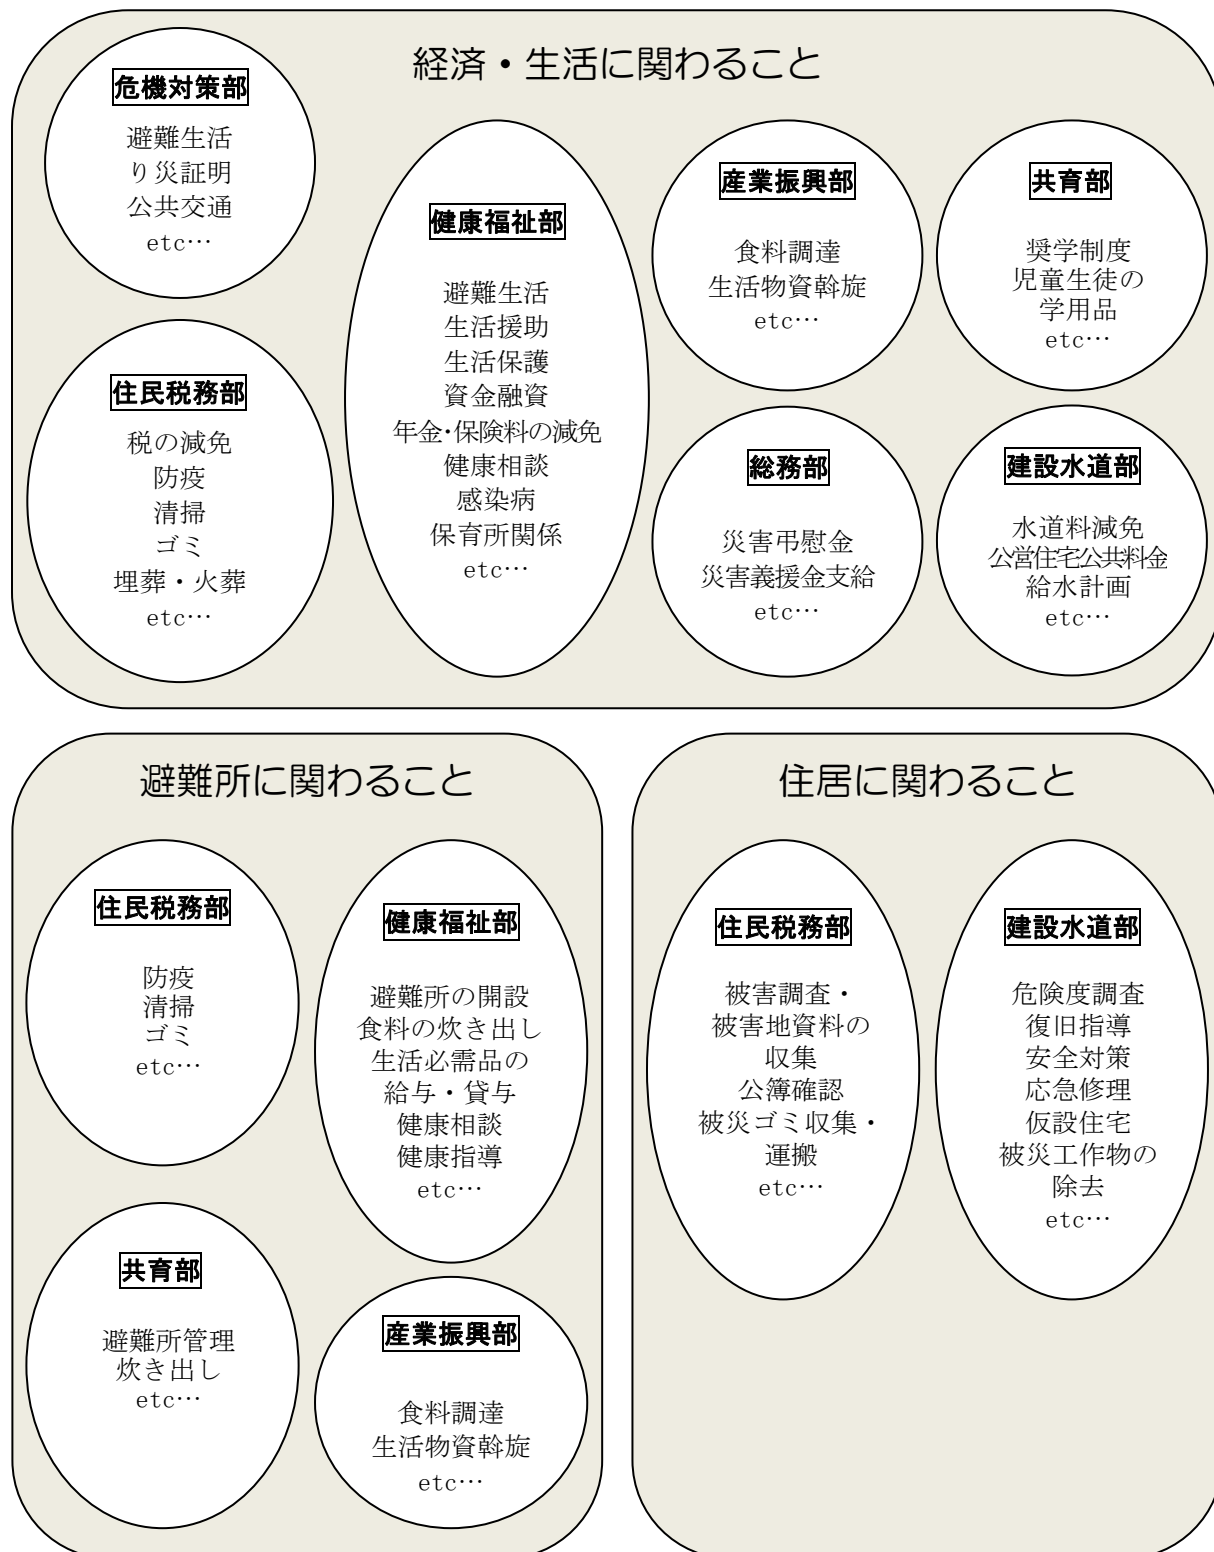 経済・生活に関わること
危機対策部
避難生活
り災証明
公共交通
etc…
住民税務部
税の減免
防疫
清掃
ゴミ
埋葬・火葬
etc…
健康福祉部
避難生活
生活援助
生活保護
資金融資
年金・保険料の減免
健康相談
感染病
保育所関係
etc…
産業振興部
食料調達
生活物資斡旋
etc…
共育部
奨学制度
児童生徒の
学用品
etc…
総務部
災害弔慰金
災害義援金支給
etc…
建設水道部
水道料減免
公営住宅公共料金
給水計画
etc…
避難所に関わること
住民税務部
防疫
清掃
ゴミ
etc…
健康福祉部
避難所の開設
食料の炊き出し
生活必需品の
給与・貸与
健康相談
健康指導
etc…
共育部
避難所管理
炊き出し
etc…
産業振興部
食料調達
生活物資斡旋
etc…
住居に関わること
住民税務部
被害調査・
被害地資料の
収集
公簿確認
被災ゴミ収集・
運搬
etc…
建設水道部
危険度調査
復旧指導
安全対策
応急修理
仮設住宅
被災工作物の
除去
etc…